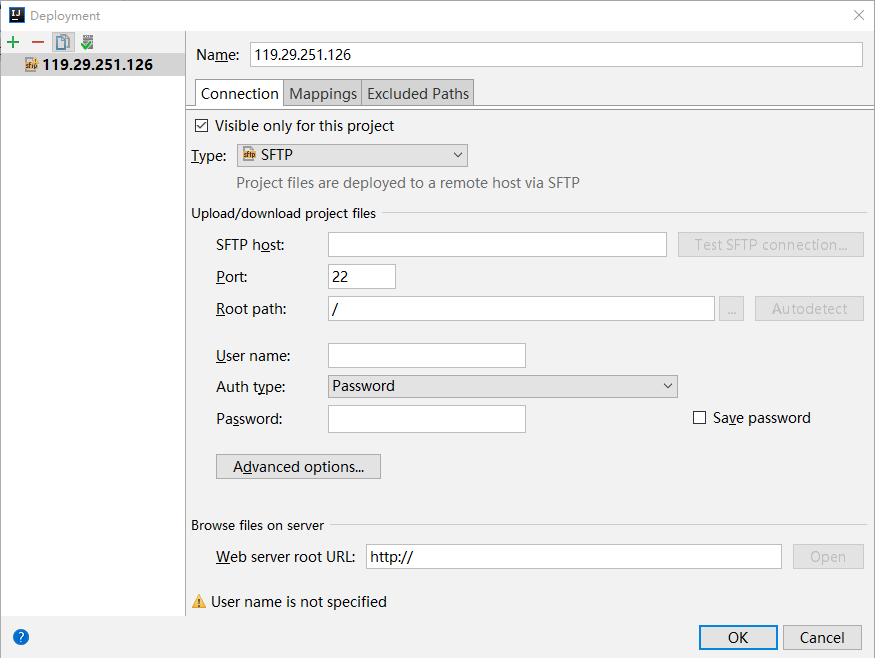 Deployment
119.29.251.126
Name: 119.29.251.126
Connection Mappings Excluded Paths
Visible only for this project
Type: SFTP
Project files are deployed to a remote host via SFTP
Upload/download project files
SFTP host: Test SFTP connection...
Port: 22
Root path: / ... Autodetect
User name:
Auth type: Password
Password: Save password
Advanced options...
Browse files on server
Web server root URL: http:// Open
User name is not specified
? OK Cancel